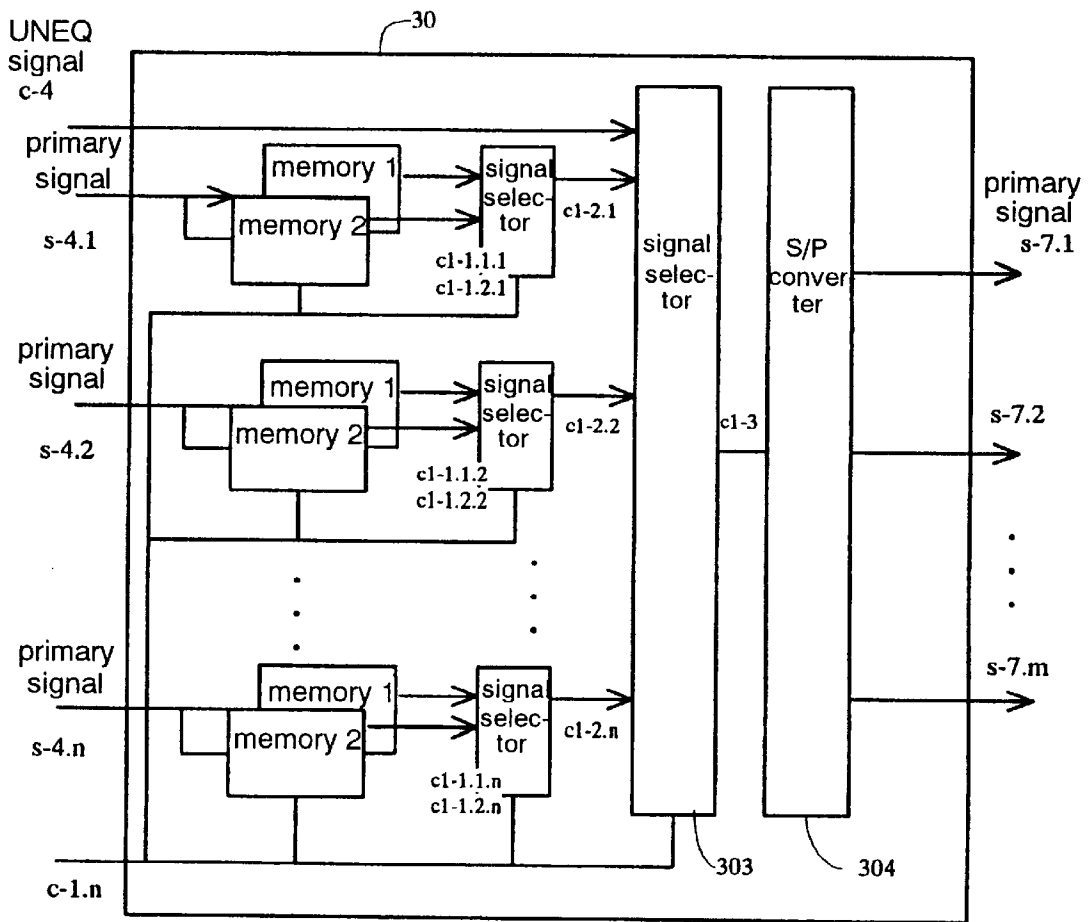 30
UNEQ
signal
c-4
primary
signal
s-4.1
memory 1
memory 2
signal
selec-
tor
c1-1.1.1
c1-1.2.1
c1-2.1
primary
signal
s-4.2
memory 1
memory 2
signal
selec-
tor
c1-1.1.2
c1-1.2.2
c1-2.2
primary
signal
s-4.n
memory 1
memory 2
signal
selec-
tor
c1-1.1.n
c1-1.2.n
c1-2.n
c-1.n
signal
selec-
tor
303
c1-3
S/P
conver-
ter
304
primary
signal
s-7.1
s-7.2
s-7.m